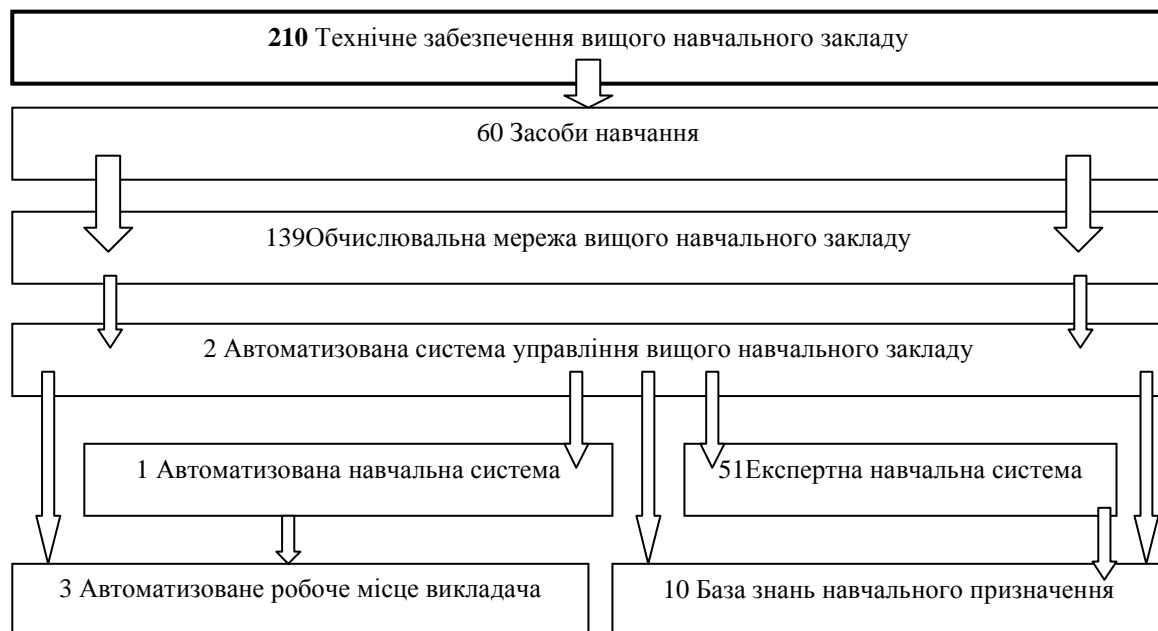 210 Технічне забезпечення вищого навчального закладу
60 Засоби навчання
139Обчислювальна мережа вищого навчального закладу
2 Автоматизована система управління вищого навчального закладу
1 Автоматизована навчальна система
51Експертна навчальна система
3 Автоматизоване робоче місце викладача
10 База знань навчального призначення